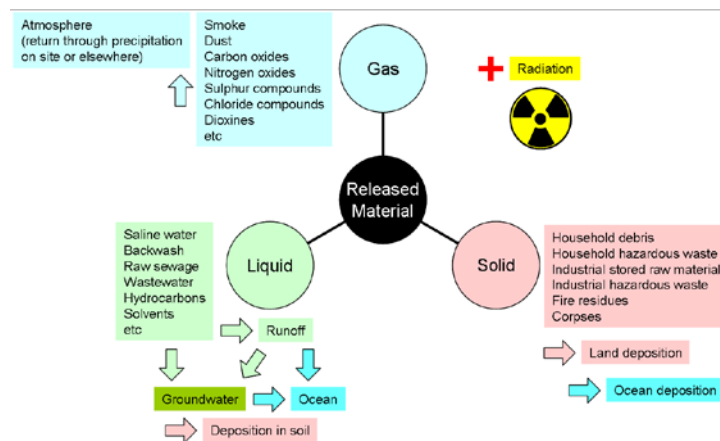 Atmosphere
(return through precipitation
on site or elsewhere)
Smoke
Dust
Carbon oxides
Nitrogen oxides
Sulphur compounds
Chloride compounds
Dioxines
etc
Gas
Radiation
Released
Material
Saline water
Backwash
Raw sewage
Wastewater
Hydrocarbons
Solvents
etc
Liquid
Runoff
Groundwater
Ocean
Deposition in soil
Solid
Household debris
Household hazardous waste
Industrial stored raw material
Industrial hazardous waste
Fire residues
Corpses
Land deposition
Ocean deposition